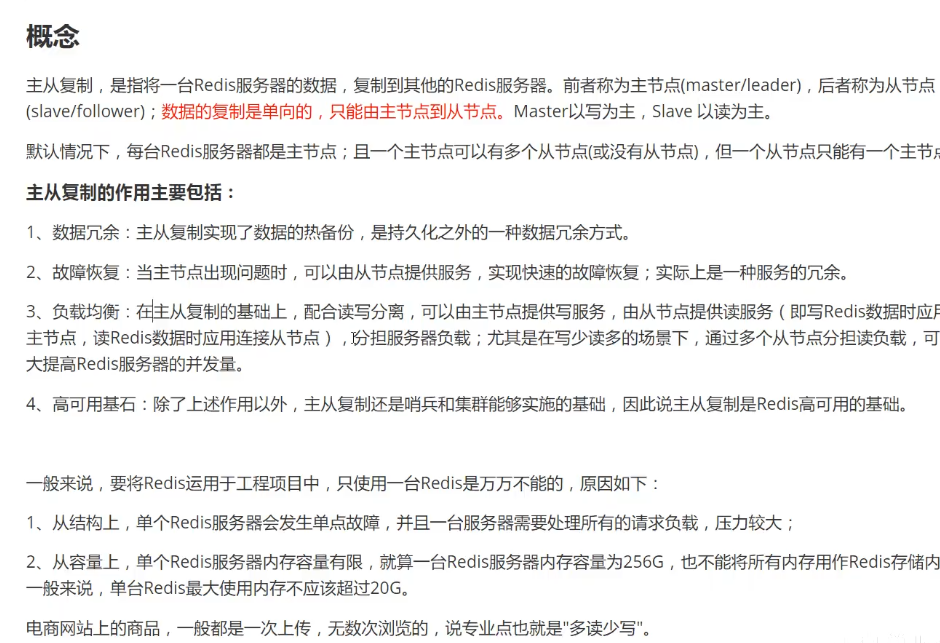 概念
主从复制，是指将一台Redis服务器的数据，复制到其他的Redis服务器。前者称为主节点(master/leader)，后者称为从节点
(slave/follower)；数据的复制是单向的，只能由主节点到从节点。Master以写为主，Slave 以读为主。
默认情况下，每台Redis服务器都是主节点；且一个主节点可以有多个从节点(或没有从节点)，但一个从节点只能有一个主节点
主从复制的作用主要包括：
1、数据冗余：主从复制实现了数据的热备份，是持久化之外的一种数据冗余方式。
2、故障恢复：当主节点出现问题时，可以由从节点提供服务，实现快速的故障恢复；实际上是一种服务的冗余。
3、负载均衡：在主从复制的基础上，配合读写分离，可以由主节点提供写服务，由从节点提供读服务（即写Redis数据时应用
主节点，读Redis数据时应用连接从节点），分担服务器负载；尤其是在写少读多的场景下，通过多个从节点分担读负载，可
大提高Redis服务器的并发量。
4、高可用基石：除了上述作用以外，主从复制还是哨兵和集群能够实施的基础，因此说主从复制是Redis高可用的基础。
一般来说，要将Redis运用于工程项目中，只使用一台Redis是万万不能的，原因如下：
1、从结构上，单个Redis服务器会发生单点故障，并且一台服务器需要处理所有的请求负载，压力较大；
2、从容量上，单个Redis服务器内存容量有限，就算一台Redis服务器内存容量为256G，也不能将所有内存用作Redis存储内
一般来说，单台Redis最大使用内存不应该超过20G。
电商网站上的商品，一般都是一次上传，无数次浏览的，说专业点也就是"多读少写"。